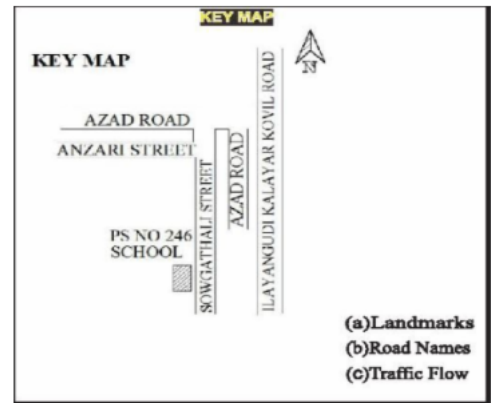 KEY MAP
KEY MAP
N
AZAD ROAD
ANZARI STREET
SOWGATHALI STREET
AZAD ROAD
ILAYANGUDI KALAYAR KOVIL ROAD
PS NO 246
SCHOOL
(a)Landmarks
(b)Road Names
(c)Traffic Flow